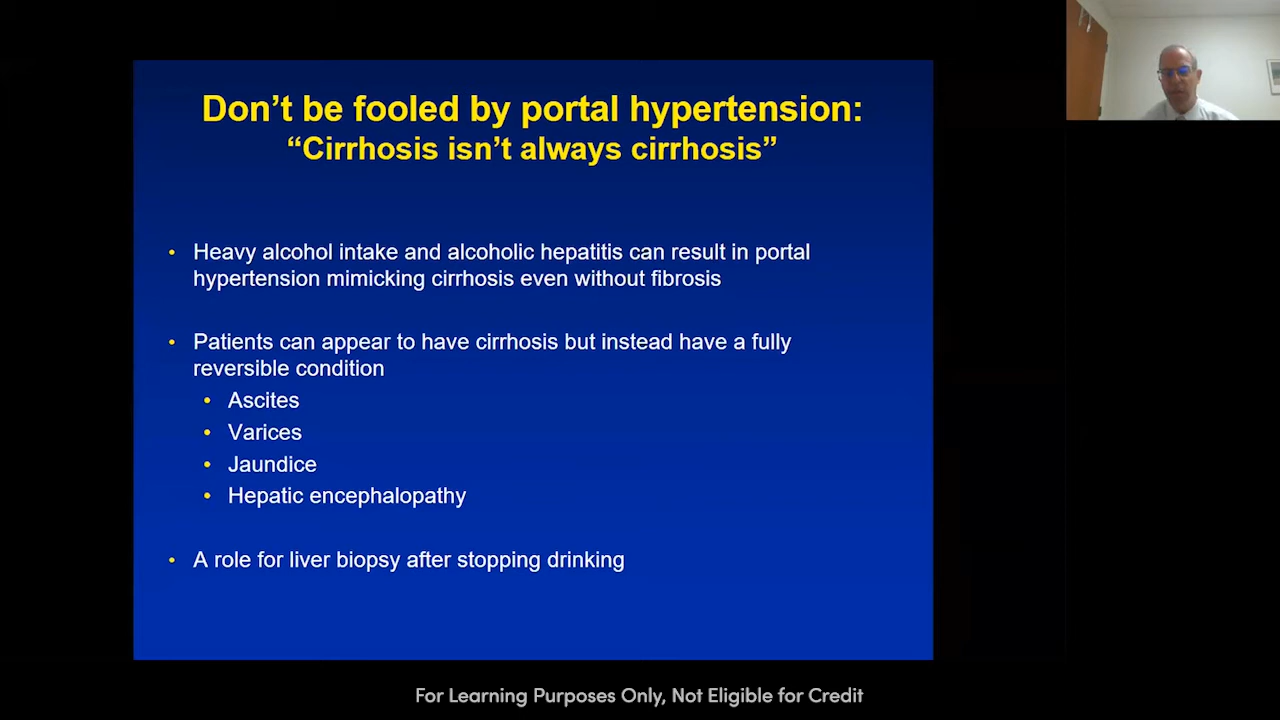 Don’t be fooled by portal hypertension:
“Cirrhosis isn’t always cirrhosis”
• Heavy alcohol intake and alcoholic hepatitis can result in portal
hypertension mimicking cirrhosis even without fibrosis
• Patients can appear to have cirrhosis but instead have a fully
reversible condition
• Ascites
• Varices
• Jaundice
• Hepatic encephalopathy
• A role for liver biopsy after stopping drinking
For Learning Purposes Only, Not Eligible for Credit